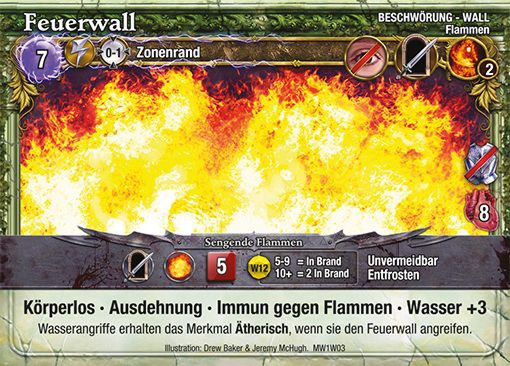 Feuerwall
BESCHWÖRUNG - WALL
Flammen
7
0-1
Zonenrand
2
8
Sengende Flammen
5
W12
5-9 = In Brand
10+ = 2 In Brand
Unvermeidbar
Entfrosten
Körperlos · Ausdehnung · Immun gegen Flammen · Wasser +3
Wasserangriffe erhalten das Merkmal Ätherisch, wenn sie den Feuerwall angreifen.
Illustration: Drew Baker & Jeremy McHugh. MW1W03